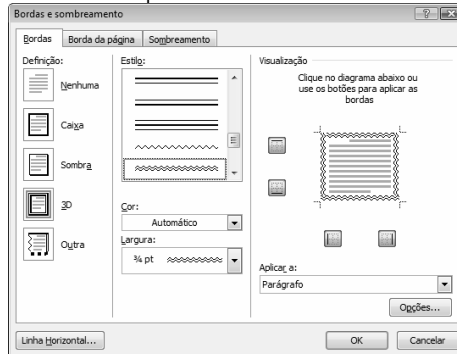 Bordas e sombreamento
Bordas
Borda da página
Sombreamento
Definição:
Nenhuma
Caixa
Sombra
3D
Outra
Estilo:
Cor:
Automático
Largura:
¾ pt
Visualização
Clique no diagrama abaixo ou
use os botões para aplicar as
bordas
Aplicar a:
Parágrafo
Opções...
Linha Horizontal...
OK
Cancelar